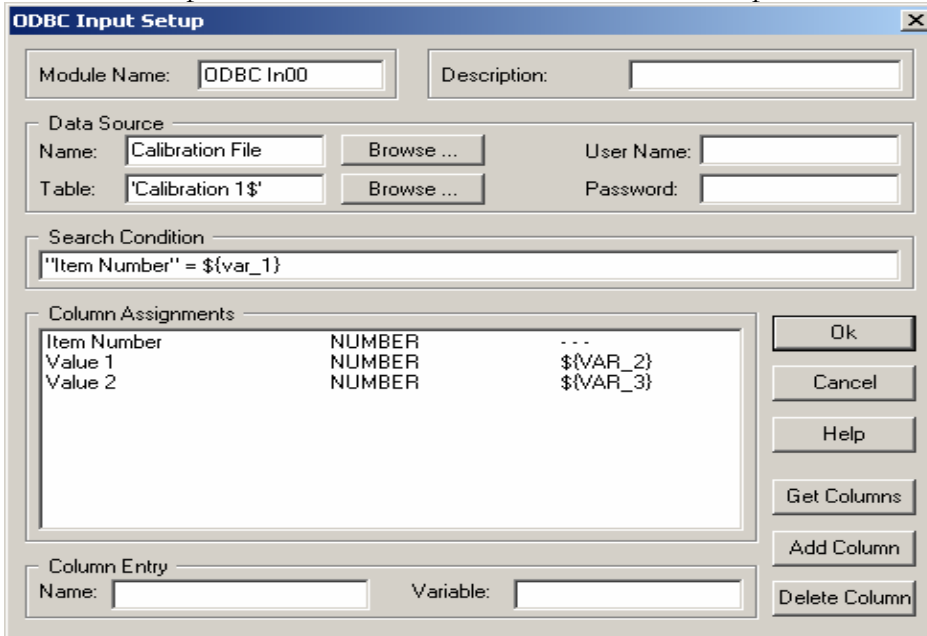 ODBC Input Setup
Module Name: ODBC In00 Description:
Data Source
Name: Calibration File Browse ... User Name:
Table: 'Calibration 1$' Browse ... Password:
Search Condition
"Item Number" = ${var_1}
Column Assignments
Item Number NUMBER - - -
Value 1 NUMBER ${VAR_2}
Value 2 NUMBER ${VAR_3}
Ok
Cancel
Help
Get Columns
Add Column
Delete Column
Column Entry
Name: Variable: